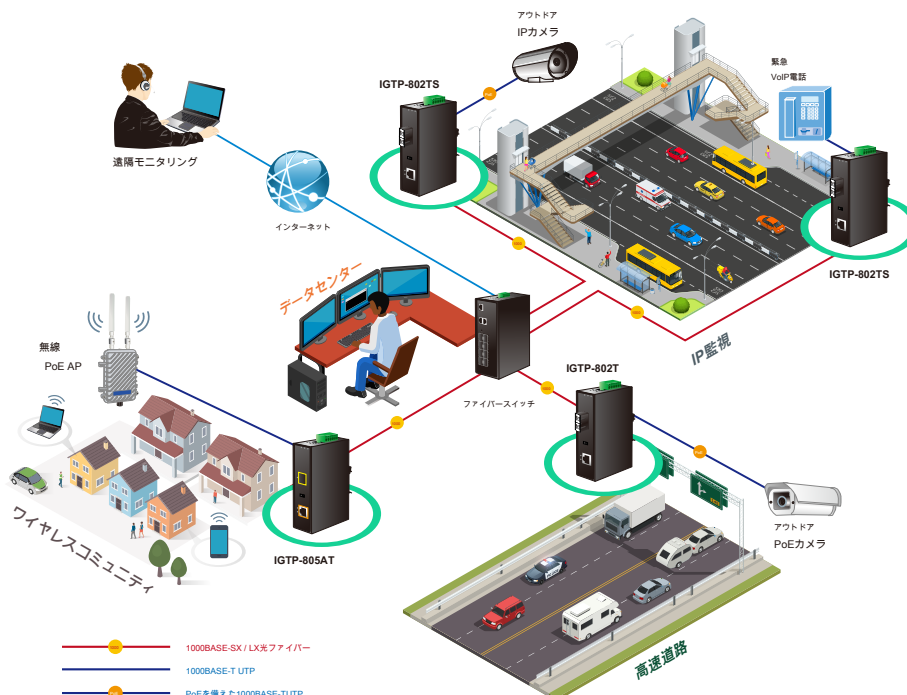 アウトドア
IPカメラ
IGTP-802TS
緊急
VoIP電話
遠隔モニタリング
インターネット
IGTP-802TS
データセンター
IP監視
無線
PoE AP
ファイバースイッチ
IGTP-802T
ワイヤレスコミュニティ
IGTP-805AT
アウトドア
PoEカメラ
高速道路
1000BASE-SX / LX光ファイバー
1000BASE-T UTP
PoEを備えた1000BASE-TUTP